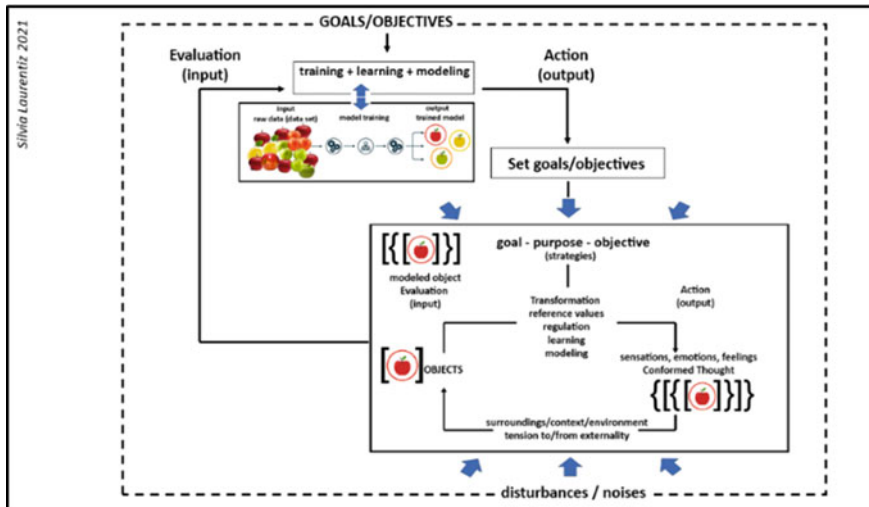 Silvia Laurentiz 2021
GOALS/OBJECTIVES
Evaluation
(input)
Action
(output)
training + learning + modeling
input
raw data (data set)
model training
output
trained model
Set goals/objectives
[{[ ]}]
modeled object
Evaluation
(input)
goal - purpose - objective
(strategies)
Transformation
reference values
regulation
learning
modeling
Action
(output)
[ ] OBJECTS
sensations, emotions, feelings
Conformed Thought
{[{[ ]}]}
surroundings/context/environment
tension to/from externality
disturbances / noises